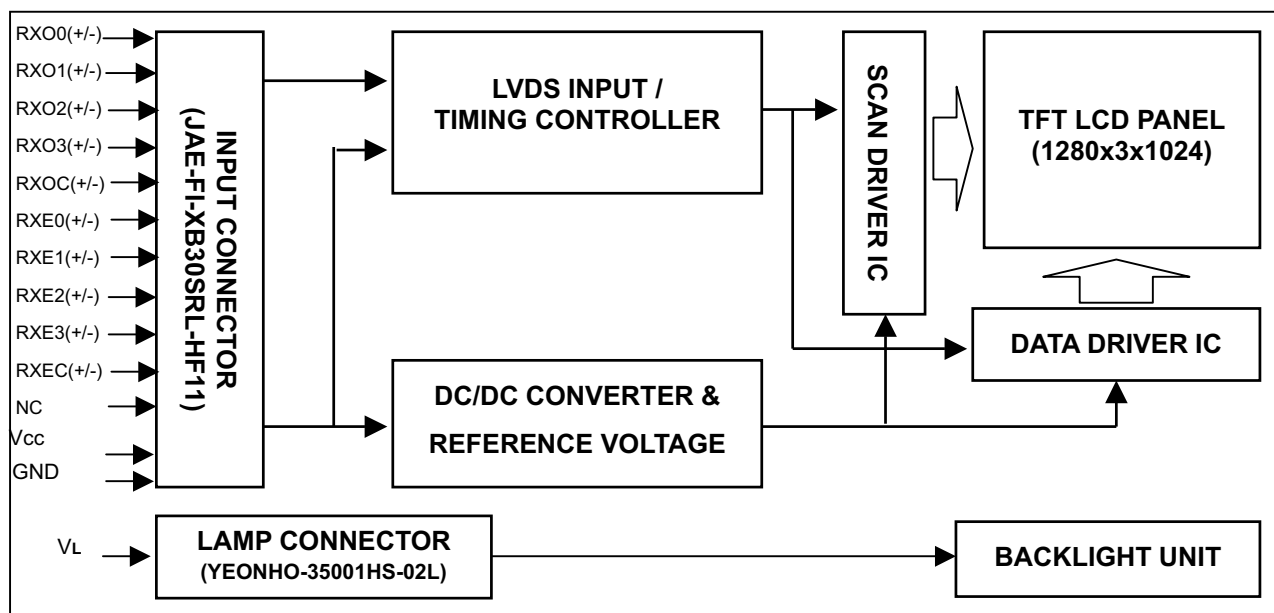 RXO0(+/-)
RXO1(+/-)
RXO2(+/-)
RXO3(+/-)
RXOC(+/-)
RXE0(+/-)
RXE1(+/-)
RXE2(+/-)
RXE3(+/-)
RXEC(+/-)
NC
Vcc
GND
INPUT CONNECTOR
(JAE-FI-XB30SRL-HF11)
LVDS INPUT /
TIMING CONTROLLER
SCAN DRIVER IC
TFT LCD PANEL
(1280x3x1024)
DATA DRIVER IC
DC/DC CONVERTER &
REFERENCE VOLTAGE
VL
LAMP CONNECTOR
(YEONHO-35001HS-02L)
BACKLIGHT UNIT